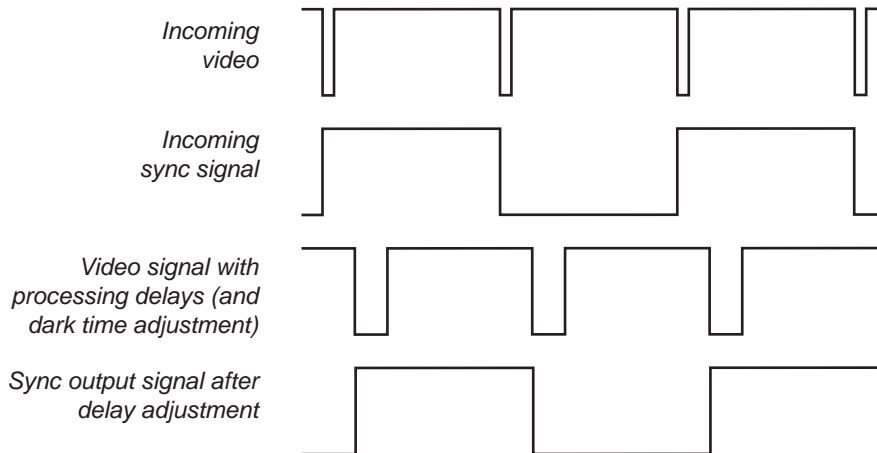 Incoming
video
Incoming
sync signal
Video signal with
processing delays (and
dark time adjustment)
Sync output signal after
delay adjustment